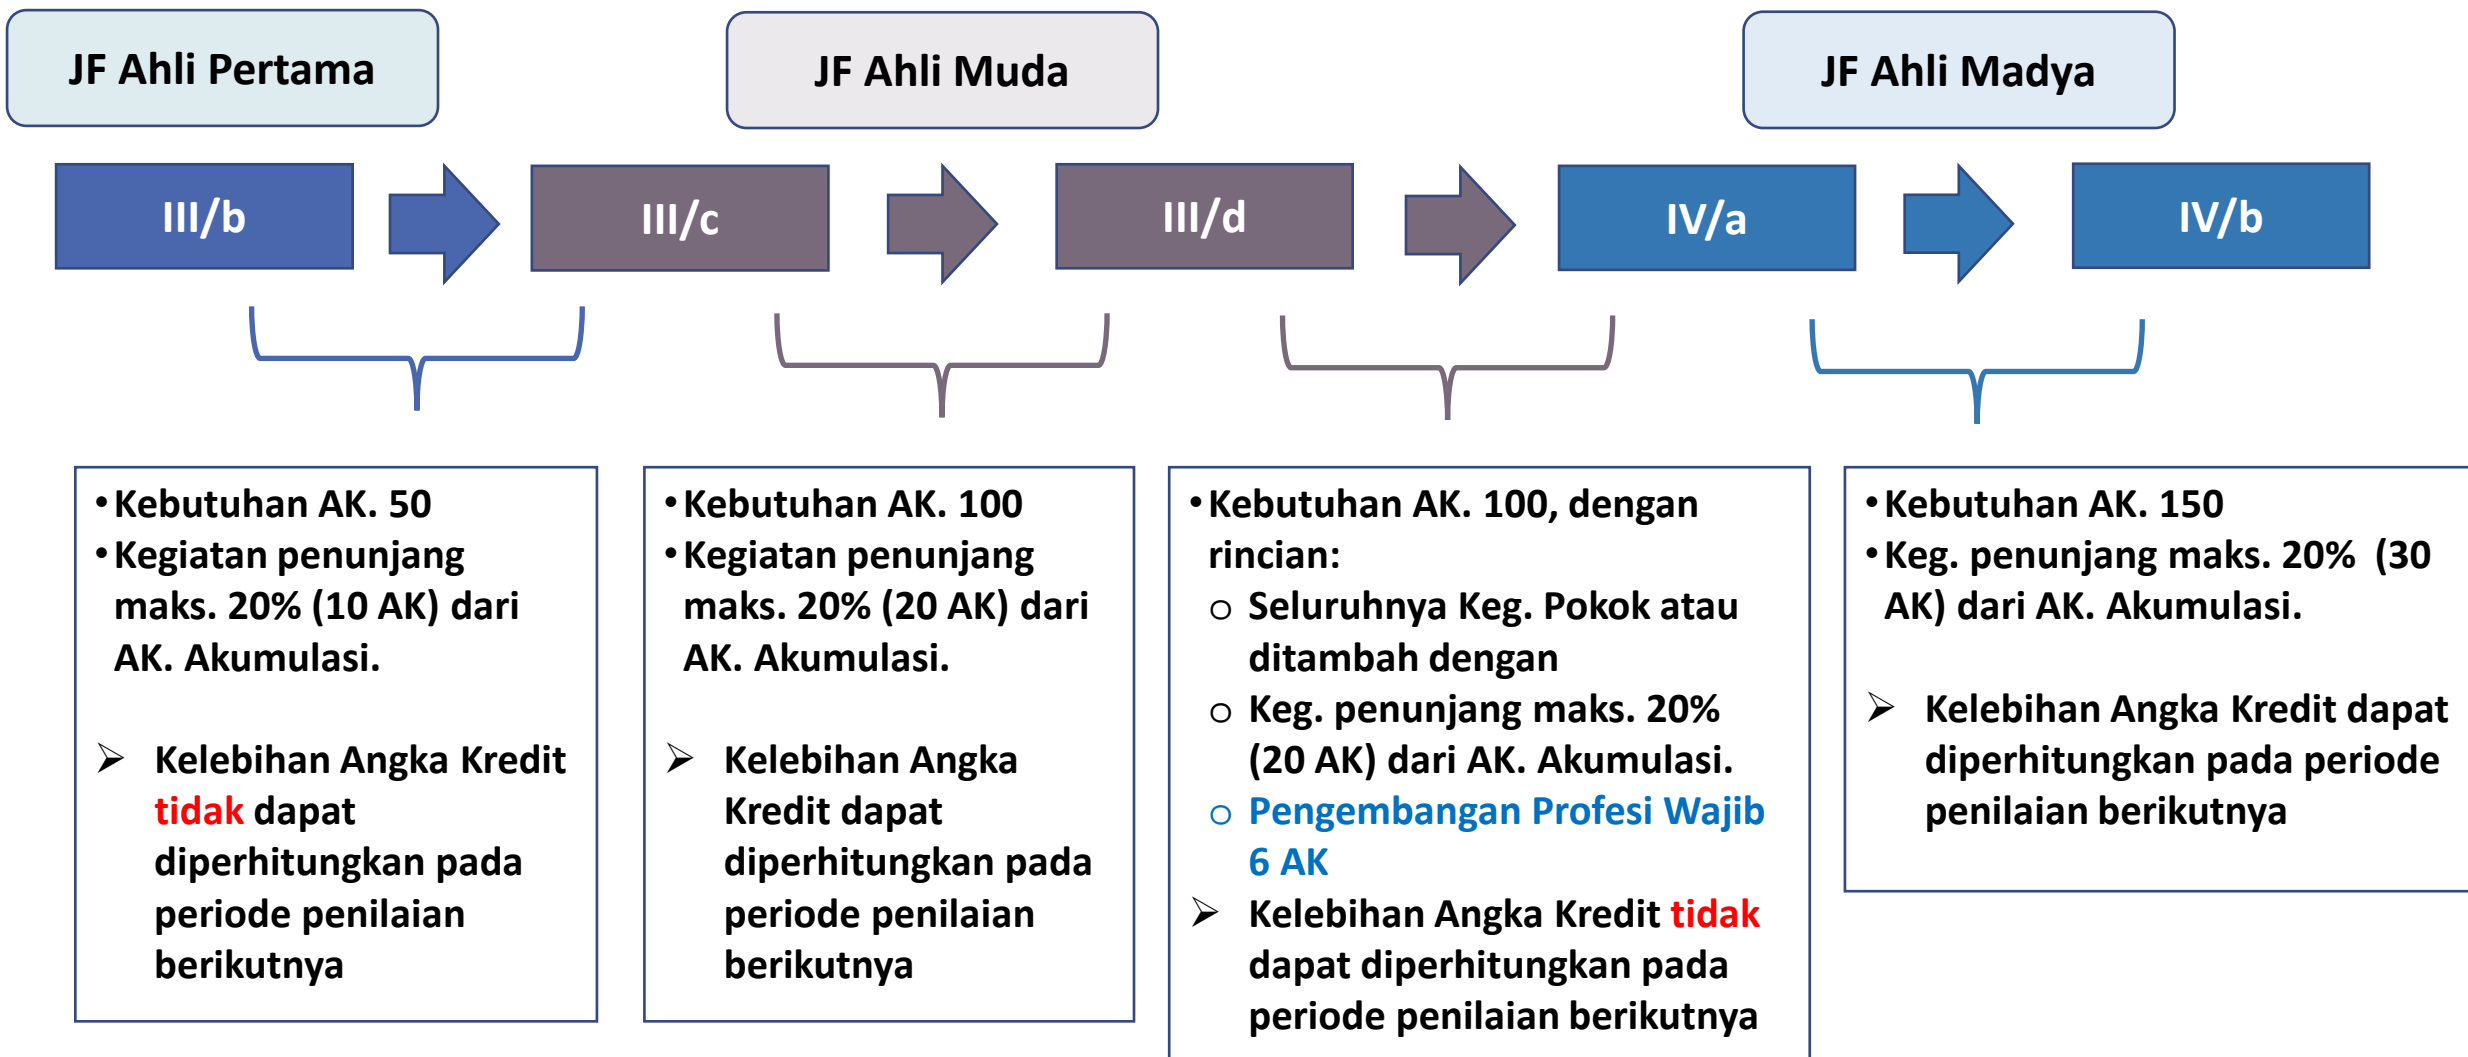 JF Ahli Pertama
JF Ahli Muda
JF Ahli Madya
III/b
III/c
III/d
IV/a
IV/b
•Kebutuhan AK. 50
•Kegiatan penunjang
maks. 20% (10 AK) dari
AK. Akumulasi.
➢ Kelebihan Angka Kredit
tidak dapat
diperhitungkan pada
periode penilaian
berikutnya
•Kebutuhan AK. 100
•Kegiatan penunjang
maks. 20% (20 AK) dari
AK. Akumulasi.
➢ Kelebihan Angka
Kredit dapat
diperhitungkan pada
periode penilaian
berikutnya
•Kebutuhan AK. 100, dengan
rincian:
o Seluruhnya Keg. Pokok atau
ditambah dengan
o Keg. penunjang maks. 20%
(20 AK) dari AK. Akumulasi.
o Pengembangan Profesi Wajib
6 AK
➢ Kelebihan Angka Kredit tidak
dapat diperhitungkan pada
periode penilaian berikutnya
•Kebutuhan AK. 150
•Keg. penunjang maks. 20% (30
AK) dari AK. Akumulasi.
➢ Kelebihan Angka Kredit dapat
diperhitungkan pada periode
penilaian berikutnya